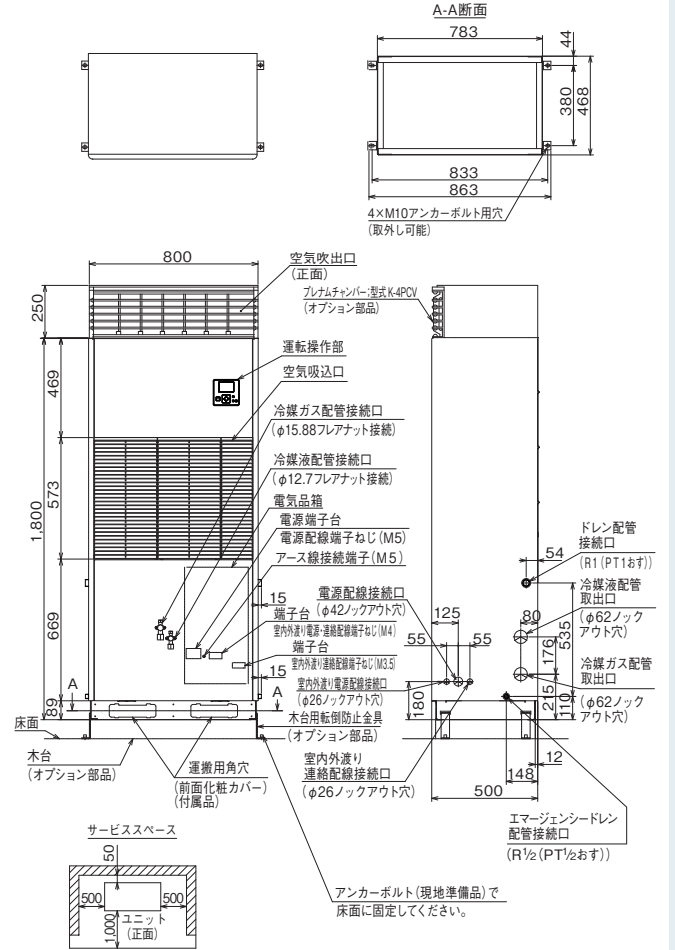 A-A断面
783
44
380
468
833
863
4×M10アンカーボルト用穴
(取外し可能)
800
空気吹出口
(正面)
プレナムチャンバー:型式K-4PCV
(オプション部品)
250
運転操作部
空気吸込口
469
冷媒ガス配管接続口
(φ15.88フレアナット接続)
冷媒液配管接続口
(φ12.7フレアナット接続)
電気品箱
電源端子台
電源配線端子ねじ(M5)
アース線接続端子(M5)
573
1,800
15
端子台
室内外渡り電源・連絡配線端子ねじ(M4)
端子台
室内外渡り連絡配線端子ねじ(M3.5)
15
669
89
A
A
電源配線接続口
(φ42ノックアウト穴)
室内外渡り電源配線接続口
(φ26ノックアウト穴)
木台用転倒防止金具
(オプション部品)
室内外渡り
連絡配線接続口
(φ26ノックアウト穴)
床面
木台
(オプション部品)
運搬用角穴
(前面化粧カバー)
(付属品)
125
55
55
180
54
80
535
176
215
110
12
148
500
ドレン配管
接続口
(R1(PT1おす))
冷媒液配管
取出口
(φ62ノック
アウト穴)
冷媒ガス配管
取出口
(φ62ノック
アウト穴)
エマージェンシードレン
配管接続口
(R½(PT½おす))
サービススペース
50
500
500
1,000
ユニット
(正面)
アンカーボルト(現地準備品)で
床面に固定してください。